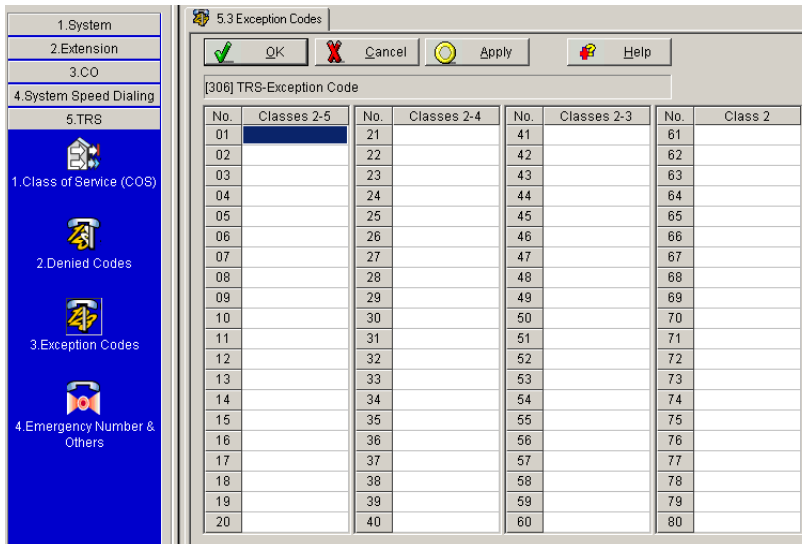 1.System
2.Extension
3.CO
4.System Speed Dialing
5.TRS
1.Class of Service (COS)
2.Denied Codes
3.Exception Codes
4.Emergency Number &
Others
5.3 Exception Codes
OK Cancel Apply Help
[306] TRS-Exception Code
No. Classes 2-5 No. Classes 2-4 No. Classes 2-3 No. Class 2
01 21 41 61
02 22 42 62
03 23 43 63
04 24 44 64
05 25 45 65
06 26 46 66
07 27 47 67
08 28 48 68
09 29 49 69
10 30 50 70
11 31 51 71
12 32 52 72
13 33 53 73
14 34 54 74
15 35 55 75
16 36 56 76
17 37 57 77
18 38 58 78
19 39 59 79
20 40 60 80